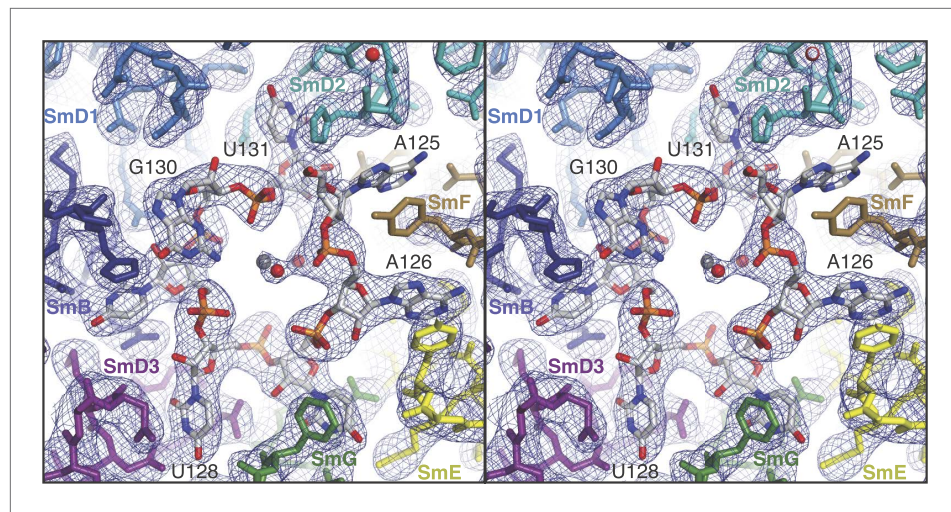 SmD1
SmD2
U131
A125
G130
SmF
A126
SmB
SmD3
SmG
SmE
U128
SmD1
SmD2
U131
A125
G130
SmF
A126
SmB
SmD3
SmG
SmE
U128